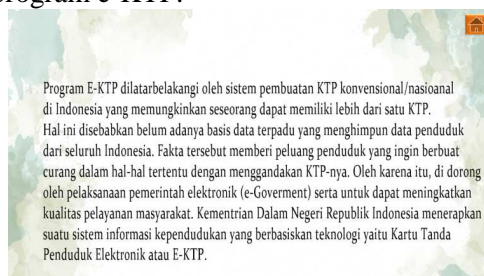 program e-KTP?
Program E-KTP dilatarbelakangi oleh sistem pembuatan KTP konvensional/nasioanal
di Indonesia yang memungkinkan seseorang dapat memiliki lebih dari satu KTP.
Hal ini disebabkan belum adanya basis data terpadu yang menghimpun data penduduk
dari seluruh Indonesia. Fakta tersebut memberi peluang penduduk yang ingin berbuat
curang dalam hal-hal tertentu dengan menggandakan KTP-nya. Oleh karena itu, di dorong
oleh pelaksanaan pemerintah elektronik (e-Goverment) serta untuk dapat meningkatkan
kualitas pelayanan masyarakat. Kementrian Dalam Negeri Republik Indonesia menerapkan
suatu sistem informasi kependudukan yang berbasiskan teknologi yaitu Kartu Tanda
Penduduk Elektronik atau E-KTP.